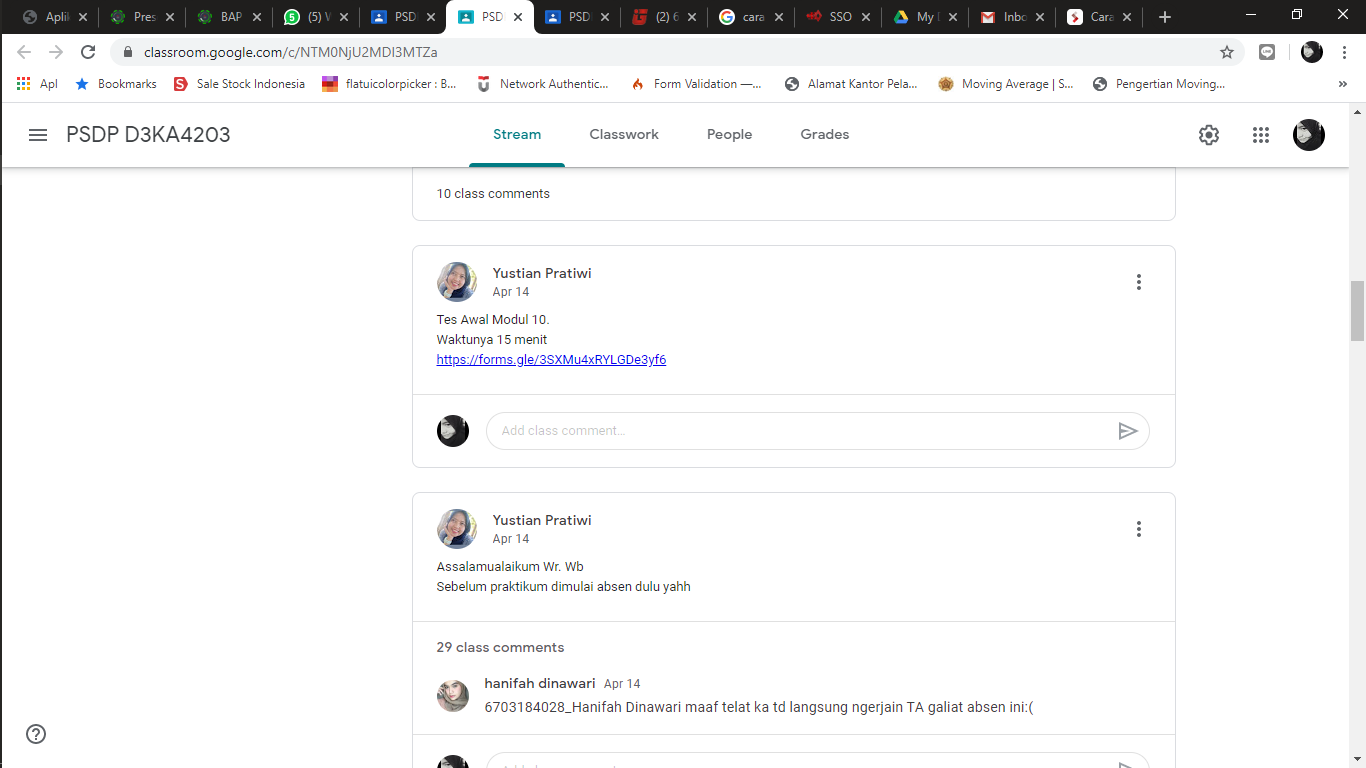 Apli
Pres
BAP
(5) W
PSD
PSD
PSD
(2) 6
cara
SSO
My
Inbo
Cara
classroom.google.com/c/NTM0NjU2MDI3MTZa
Apl
Bookmarks
Sale Stock Indonesia
flatuicolorpicker : B...
Network Authentic...
Form Validation —...
Alamat Kantor Pela...
Moving Average | S...
Pengertian Moving...
PSDP D3KA4203
Stream
Classwork
People
Grades
10 class comments
Yustian Pratiwi
Apr 14
Tes Awal Modul 10.
Waktunya 15 menit
https://forms.gle/3SXMu4xRYLGDe3yf6
Add class comment...
Yustian Pratiwi
Apr 14
Assalamualaikum Wr. Wb
Sebelum praktikum dimulai absen dulu yahh
29 class comments
hanifah dinawari Apr 14
6703184028_Hanifah Dinawari maaf telat ka td langsung ngerjain TA galiat absen ini:(